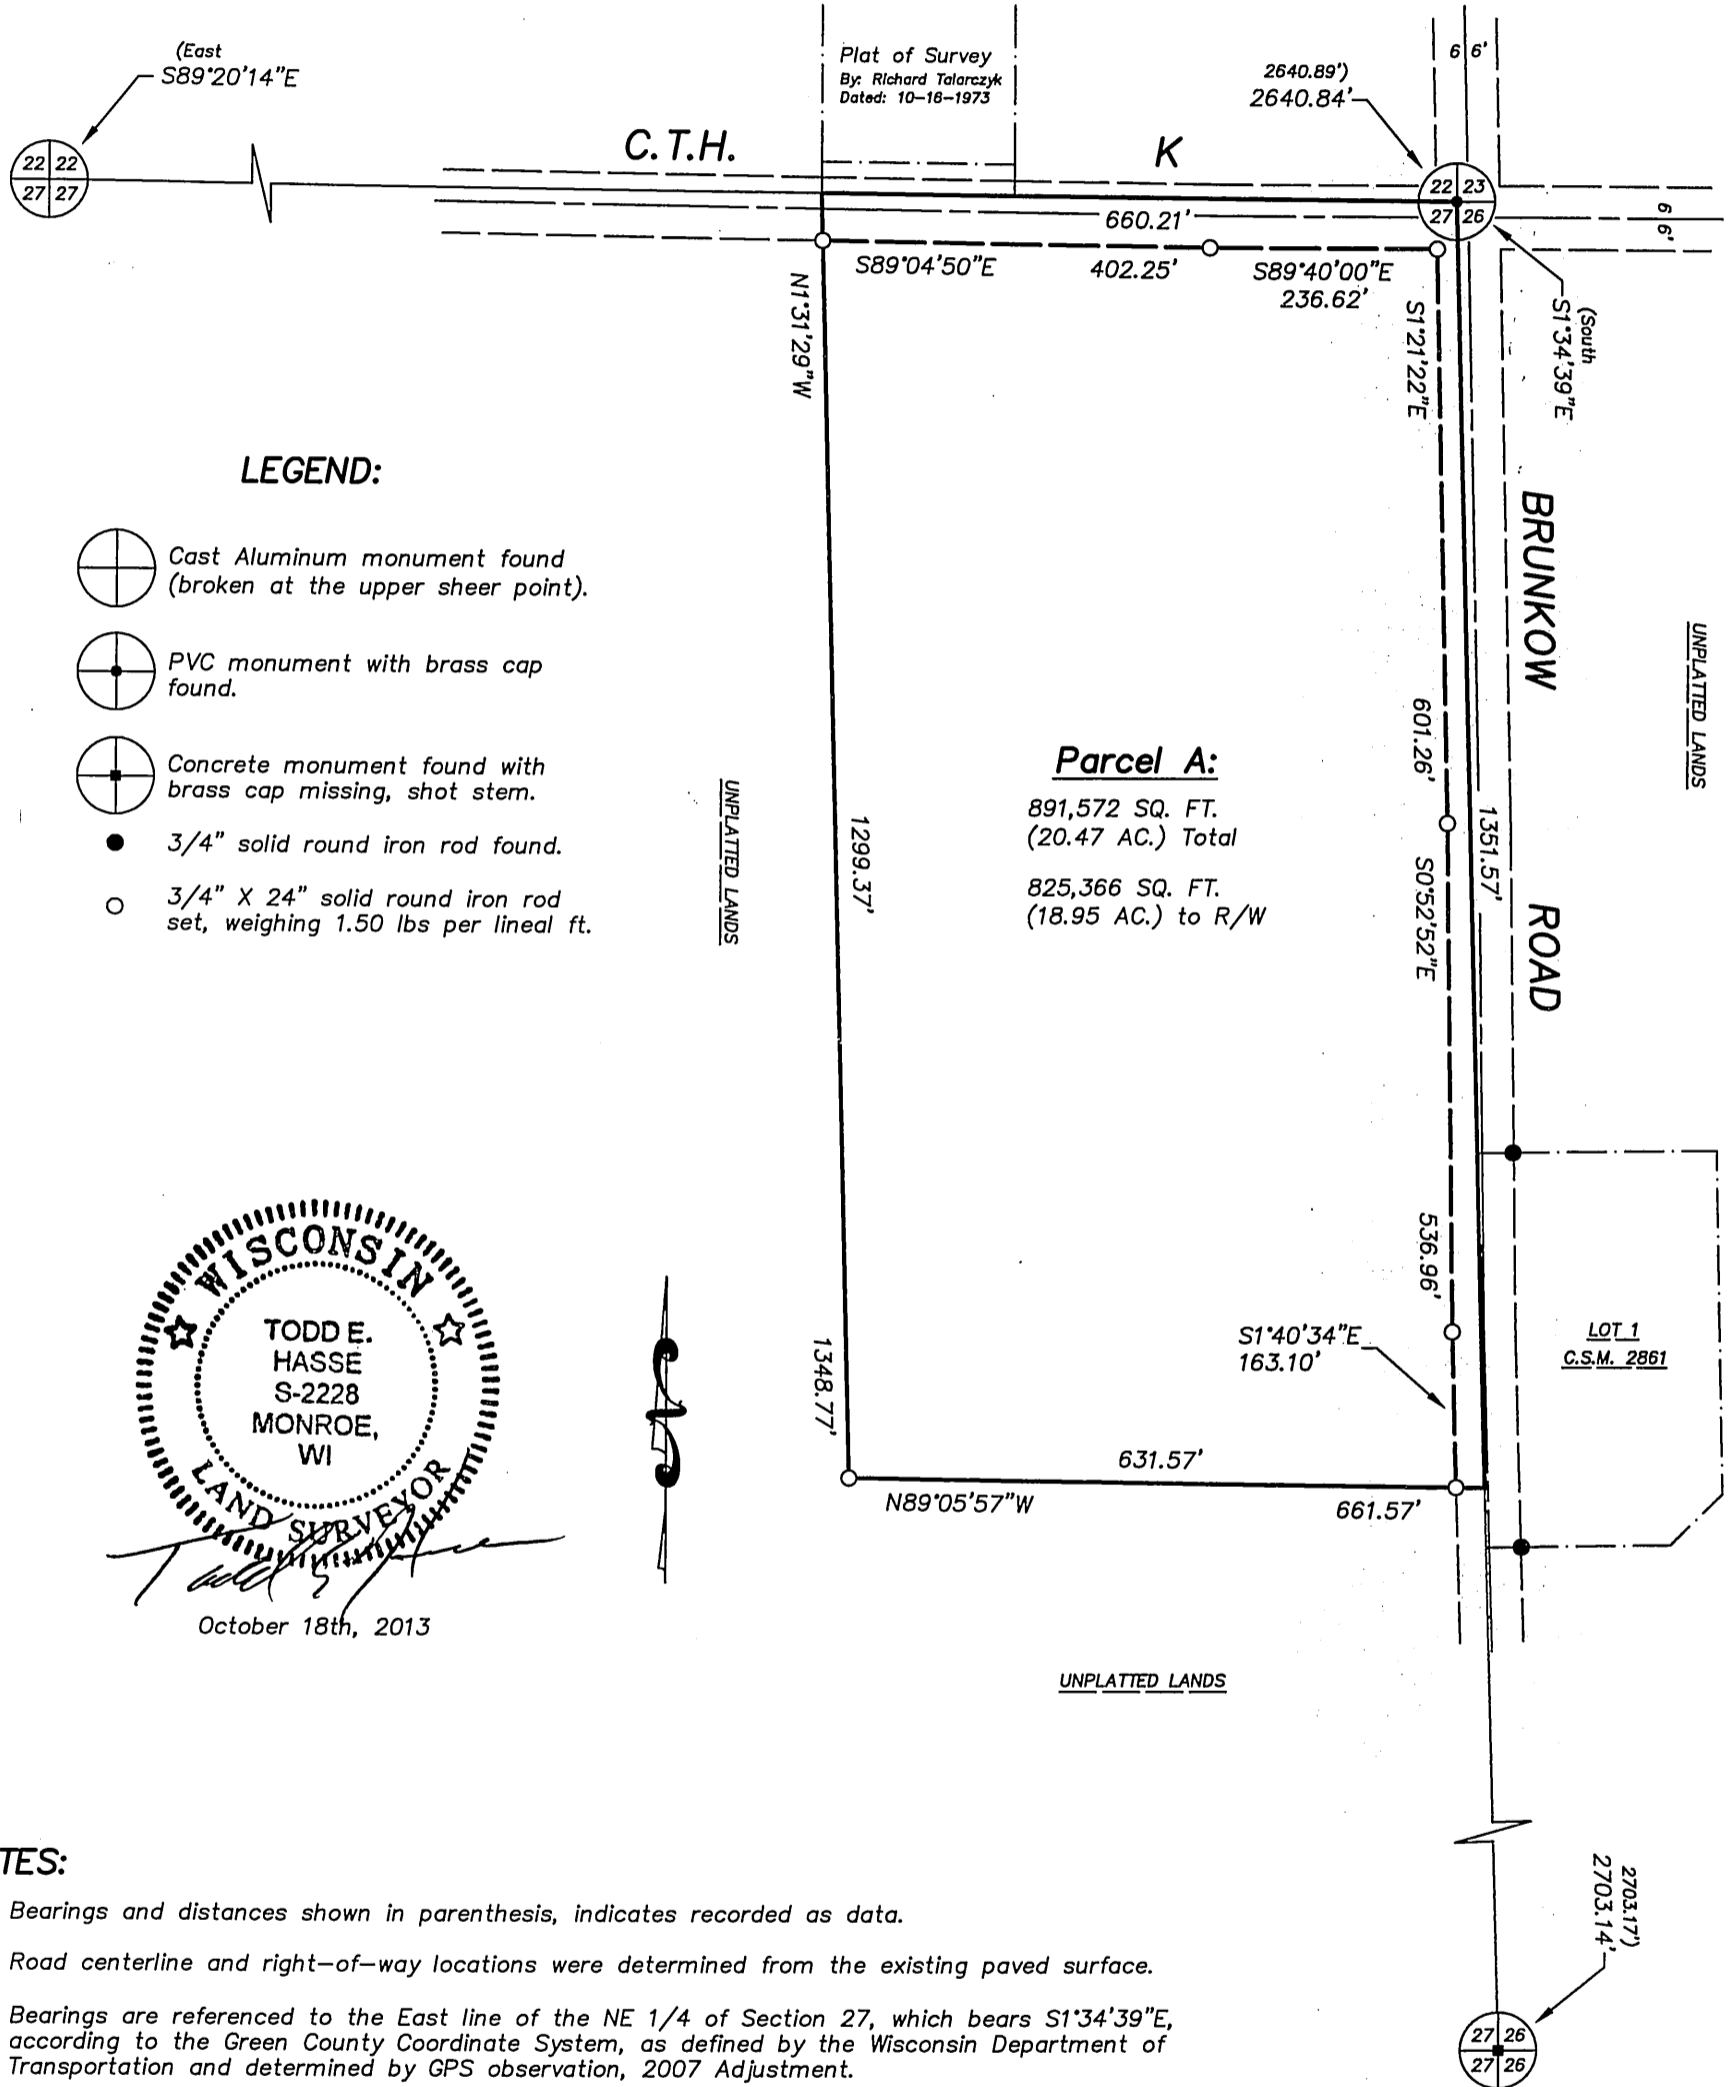 (East
S89°20'14"E
22 22
27 27
C.T.H.
K
Plat of Survey
By: Richard Talarczyk
Dated: 10-16-1973
2640.89')
2640.84'
6 6'
22 23
27 26
6
6'
660.21'
S89°04'50"E
402.25'
S89°40'00"E
236.62'
(South
S1°34'39"E
N1°31'29"W
S1°21'22"E
LEGEND:
Cast Aluminum monument found
(broken at the upper sheer point).
PVC monument with brass cap
found.
Concrete monument found with
brass cap missing, shot stem.
3/4" solid round iron rod found.
3/4" X 24" solid round iron rod
set, weighing 1.50 lbs per lineal ft.
BRUNKOW
ROAD
UNPLATTED LANDS
UNPLATTED LANDS
601.26'
1351.57'
S0°52'52"E
1299.37'
Parcel A:
891,572 SQ. FT.
(20.47 AC.) Total
825,366 SQ. FT.
(18.95 AC.) to R/W
536.96'
S1°40'34"E
163.10'
LOT 1
C.S.M. 2861
1348.77'
631.57'
N89°05'57"W
661.57'
WISCONSIN
TODD E.
HASSE
S-2228
MONROE,
WI
LAND SURVEYOR
October 18th, 2013
UNPLATTED LANDS
2703.17')
2703.14'
27 26
27 26
TES:
Bearings and distances shown in parenthesis, indicates recorded as data.
Road centerline and right-of-way locations were determined from the existing paved surface.
Bearings are referenced to the East line of the NE 1/4 of Section 27, which bears S1°34'39"E,
according to the Green County Coordinate System, as defined by the Wisconsin Department of
Transportation and determined by GPS observation, 2007 Adjustment.